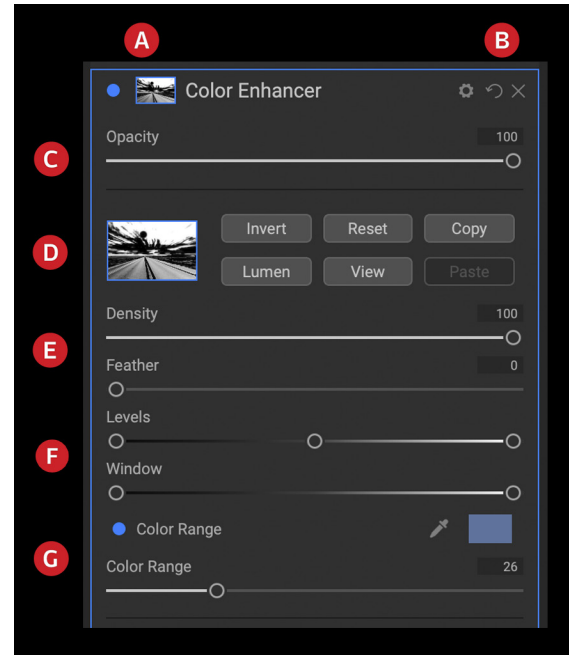 A B
Color Enhancer
C
Opacity 100
D
Invert Reset Copy
Lumen View Paste
Density 100
E
Feather 0
Levels
F
Window
Color Range
G
Color Range 26